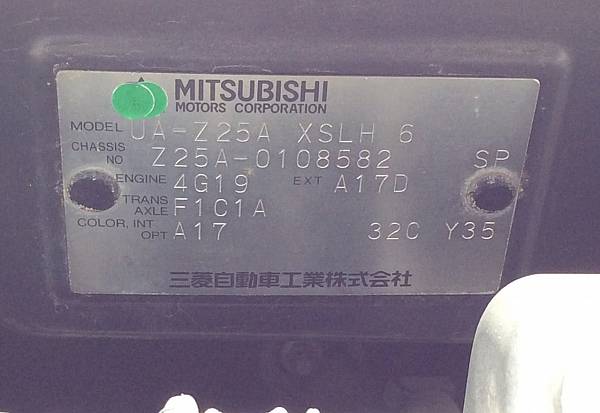 MITSUBISHI
MOTORS CORPORATION
MODEL UA-Z25A XSLH 6
CHASSIS NO Z25A-0108582 SP
ENGINE 4G19 EXT A17D
TRANS AXLE F1C1A
COLOR, INT OPT A17 32C Y35
三菱自動車工業株式会社